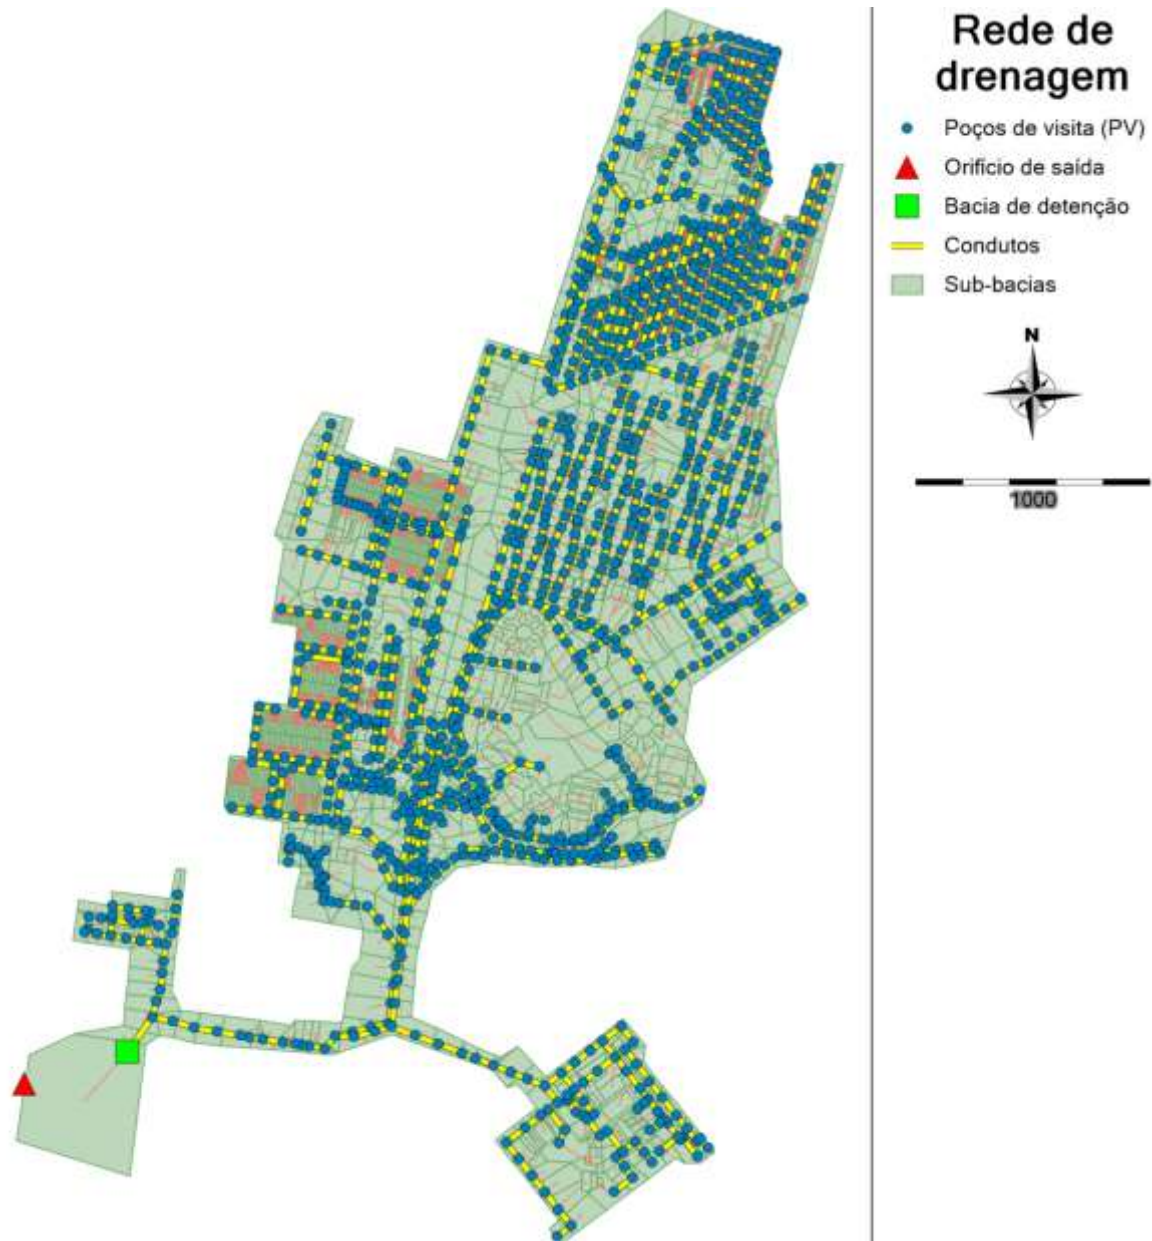 Rede de
drenagem
Poços de visita (PV)
Orifício de saída
Bacia de detenção
Condutos
Sub-bacias
N
1000